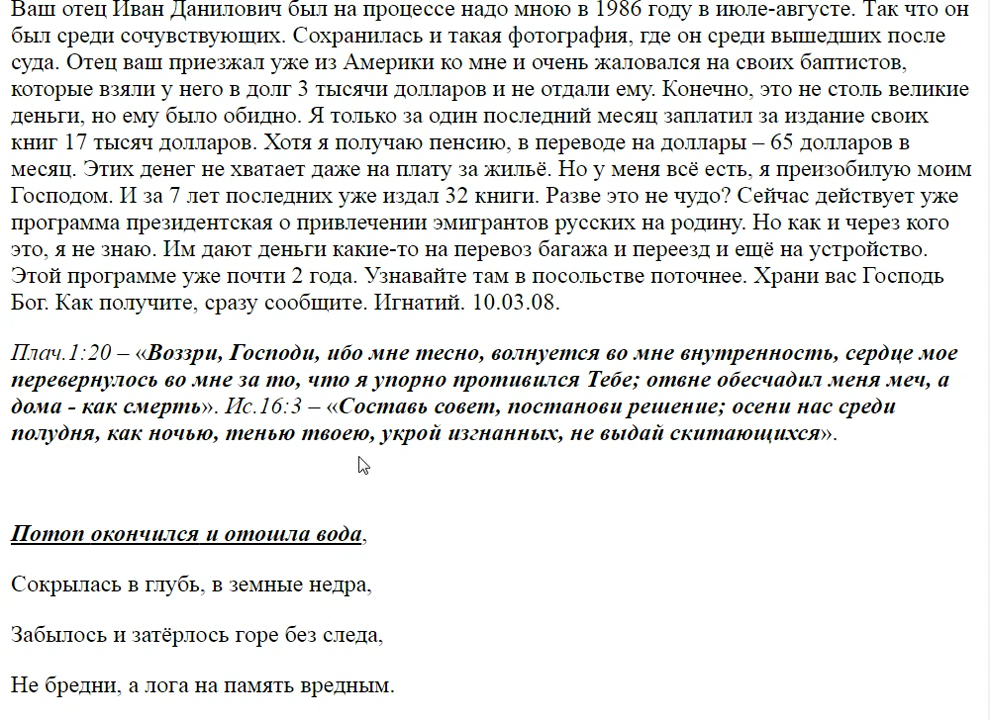 Ваш отец Иван Данилович был на процессе надо мною в 1986 году в июле-августе. Так что он
был среди сочувствующих. Сохранилась и такая фотография, где он среди вышедших после
суда. Отец ваш приезжал уже из Америки ко мне и очень жаловался на своих баптистов,
которые взяли у него в долг 3 тысячи долларов и не отдали ему. Конечно, это не столь великие
деньги, но ему было обидно. Я только за один последний месяц заплатил за издание своих
книг 17 тысяч долларов. Хотя я получаю пенсию, в переводе на доллары – 65 долларов в
месяц. Этих денег не хватает даже на плату за жильё. Но у меня всё есть, я преизобилую моим
Господом. И за 7 лет последних уже издал 32 книги. Разве это не чудо? Сейчас действует уже
программа президентская о привлечении эмигрантов русских на родину. Но как и через кого
это, я не знаю. Им дают деньги какие-то на перевоз багажа и переезд и ещё на устройство.
Этой программе уже почти 2 года. Узнавайте там в посольстве поточнее. Храни вас Господь
Бог. Как получите, сразу сообщите. Игнатий. 10.03.08.
Плач.1:20 – «Воззри, Господи, ибо мне тесно, волнуется во мне внутренность, сердце мое
перевернулось во мне за то, что я упорно противился Тебе; отвне обесчадил меня меч, а
дома - как смерть». Ис.16:3 – «Составь совет, постанови решение; осени нас среди
полудня, как ночью, тенью твоею, укрой изгнанных, не выдай скитающихся».
Потоп окончился и отошла вода,
Сокрылась в глубь, в земные недра,
Забылось и затёрлось горе без следа,
Не бредни, а лога на память вредным.